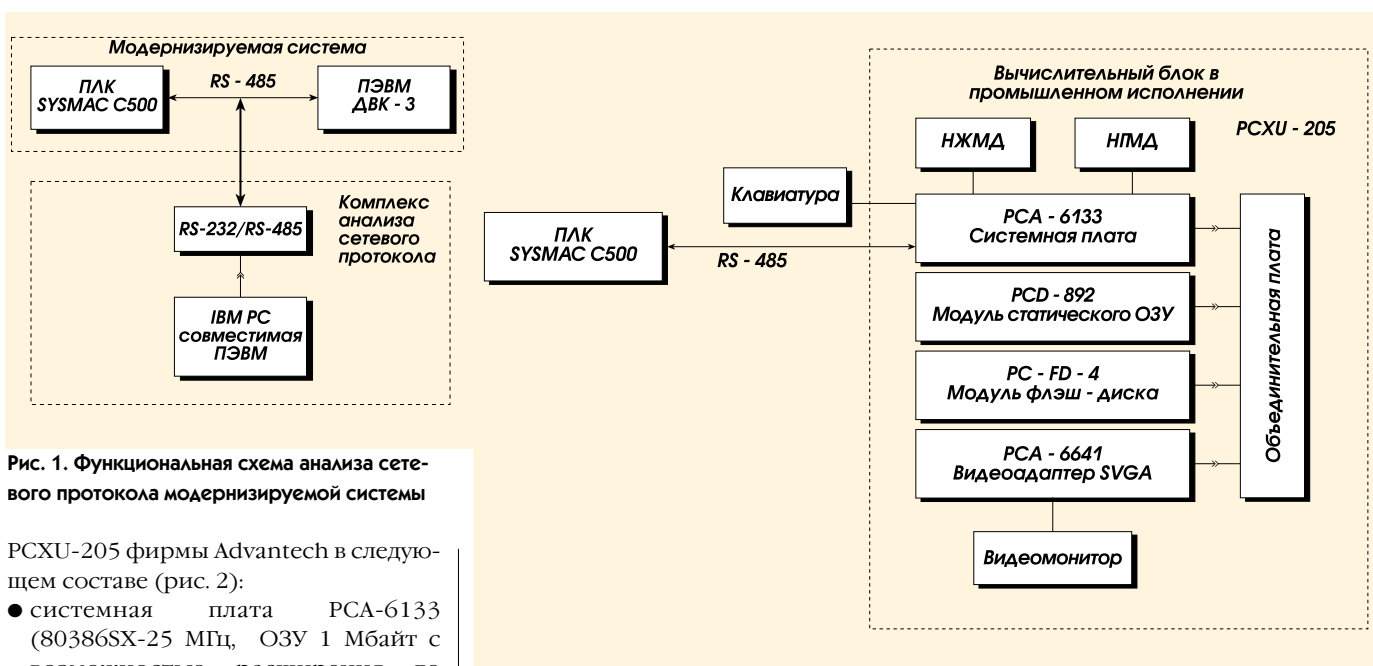 Модернизируемая система
ПЛК
SYSMAC C500
RS - 485
ПЭВМ
ДВК - 3
RS-232/RS-485
Комплекс
анализа
сетевого
протокола
IBM PC
совместимая
ПЭВМ
Рис. 1. Функциональная схема анализа сете-
вого протокола модернизируемой системы
PCXU-205 фирмы Advantech в следую-
щем составе (рис. 2):
● системная плата PCA-6133
(80386SX-25 МГц, ОЗУ 1 Мбайт с
ПЛК
SYSMAC C500
RS - 485
Клавиатура
Вычислительный блок в
промышленном исполнении
PCXU - 205
НЖМД
НГМД
PCA - 6133
Системная плата
PCD - 892
Модуль статического ОЗУ
PC - FD - 4
Модуль флэш - диска
PCA - 6641
Видеоадаптер SVGA
Объединительная плата
Видеомонитор